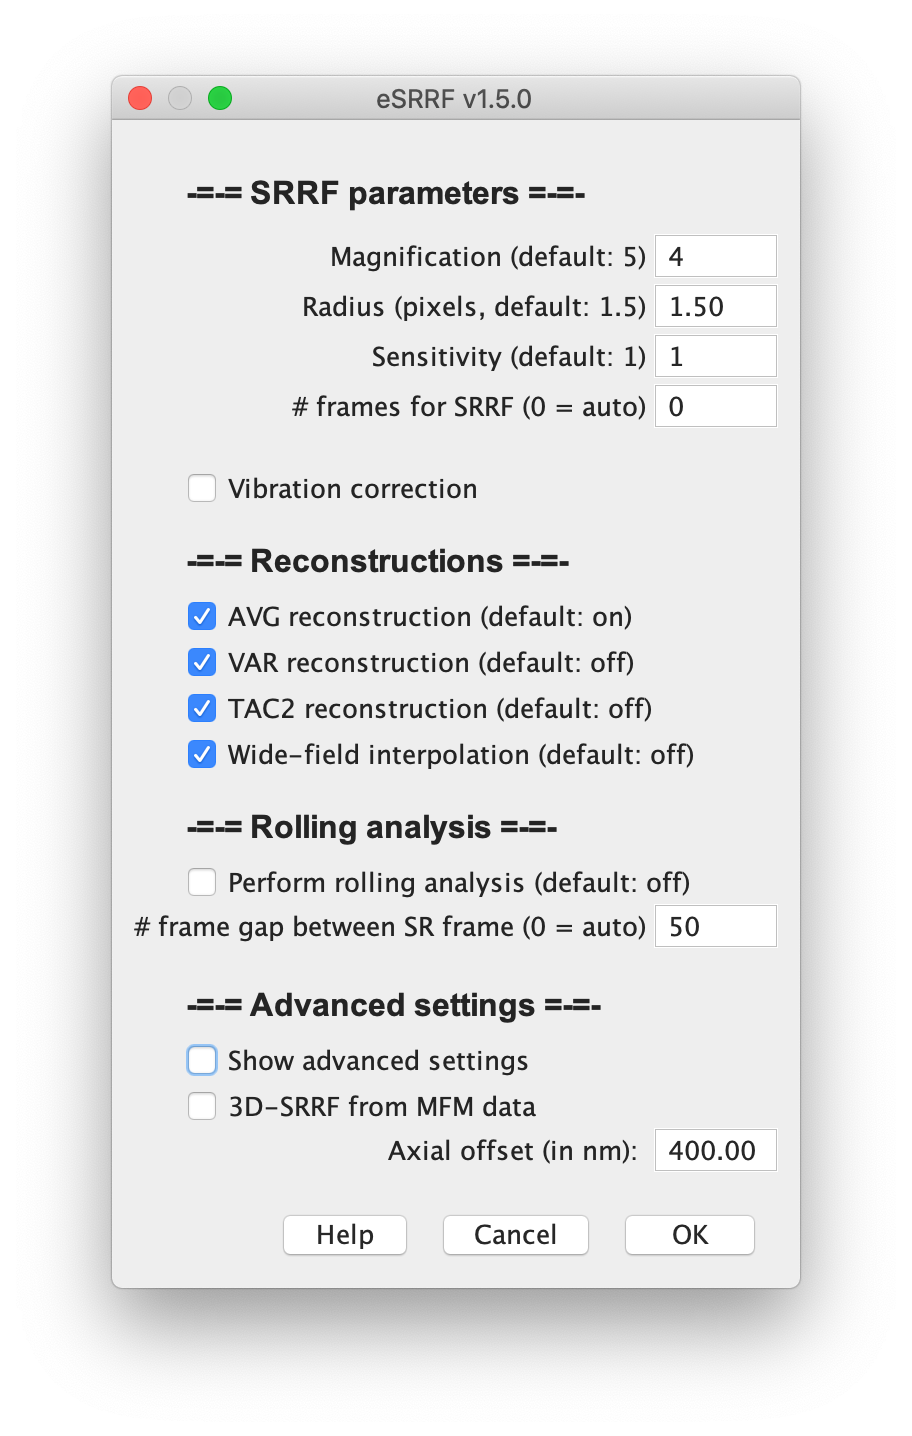 eSRRF v1.5.0
-=-= SRRF parameters =-=-
Magnification (default: 5) 4
Radius (pixels, default: 1.5) 1.50
Sensitivity (default: 1) 1
# frames for SRRF (0 = auto) 0
Vibration correction
-=-= Reconstructions =-=-
AVG reconstruction (default: on)
VAR reconstruction (default: off)
TAC2 reconstruction (default: off)
Wide-field interpolation (default: off)
-=-= Rolling analysis =-=-
Perform rolling analysis (default: off)
# frame gap between SR frame (0 = auto) 50
-=-= Advanced settings =-=-
Show advanced settings
3D-SRRF from MFM data
Axial offset (in nm): 400.00
Help Cancel OK